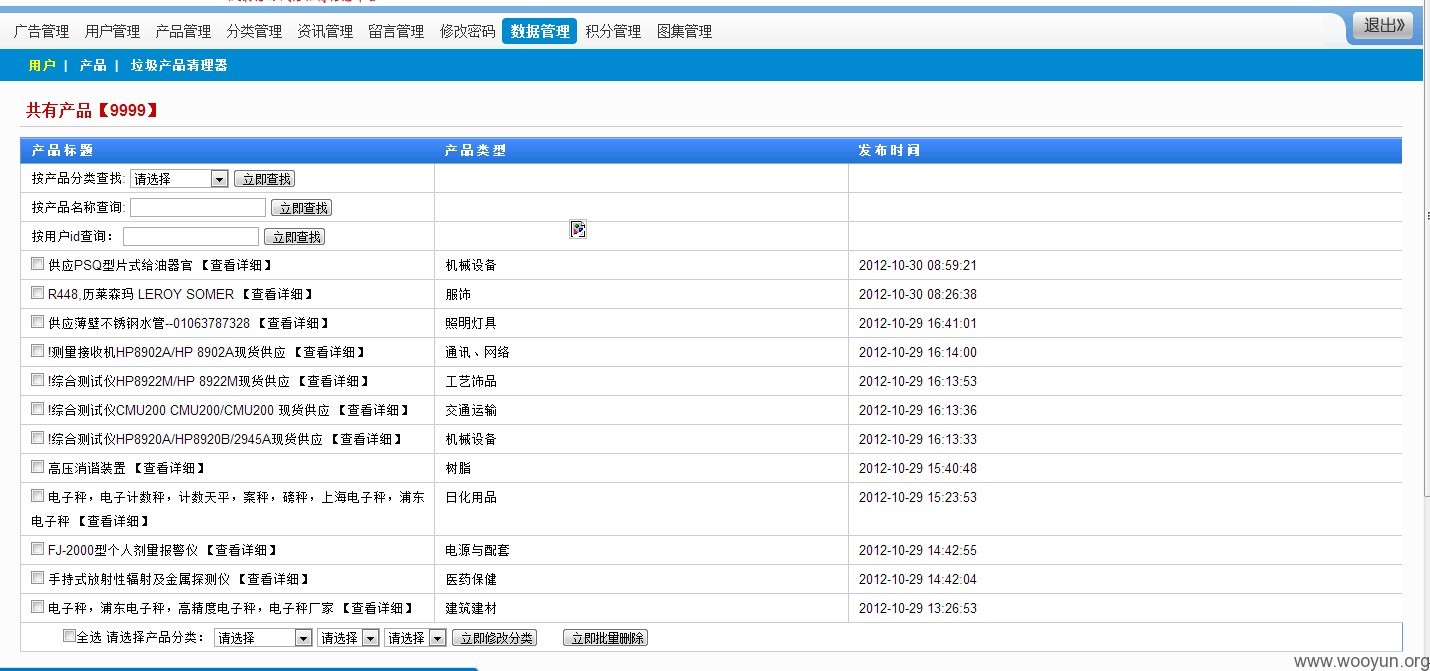 广告管理 用户管理 产品管理 分类管理 资讯管理 留言管理 修改密码 数据管理 积分管理 图集管理 退出》
用户 | 产品 | 垃圾产品清理器
共有产品【9999】
产品标题 产品类型 发布时间
按产品分类查找: 请选择 立即查找
按产品名称查询: 立即查找
按用户id查询: 立即查找
供应PSQ型片式给油器官 【查看详细】 机械设备 2012-10-30 08:59:21
R448,历莱森玛 LEROY SOMER 【查看详细】 服饰 2012-10-30 08:26:38
供应薄壁不锈钢水管--01063787328 【查看详细】 照明灯具 2012-10-29 16:41:01
!测量接收机HP8902A/HP 8902A现货供应 【查看详细】 通讯、网络 2012-10-29 16:14:00
!综合测试仪HP8922M/HP 8922M现货供应 【查看详细】 工艺饰品 2012-10-29 16:13:53
!综合测试仪CMU200 CMU200/CMU200 现货供应 【查看详细】 交通运输 2012-10-29 16:13:36
!综合测试仪HP8920A/HP8920B/2945A现货供应 【查看详细】 机械设备 2012-10-29 16:13:33
高压消谐装置 【查看详细】 树脂 2012-10-29 15:40:48
电子秤，电子计数秤，计数天平，案秤，磅秤，上海电子秤，浦东 日化用品 2012-10-29 15:23:53
电子秤 【查看详细】
FJ-2000型个人剂量报警仪 【查看详细】 电源与配套 2012-10-29 14:42:55
手持式放射性辐射及金属探测仪 【查看详细】 医药保健 2012-10-29 14:42:04
电子秤，浦东电子秤，高精度电子秤，电子秤厂家 【查看详细】 建筑建材 2012-10-29 13:26:53
全选 请选择产品分类: 请选择 请选择 请选择 立即修改分类 立即批量删除
www.wooyun.org